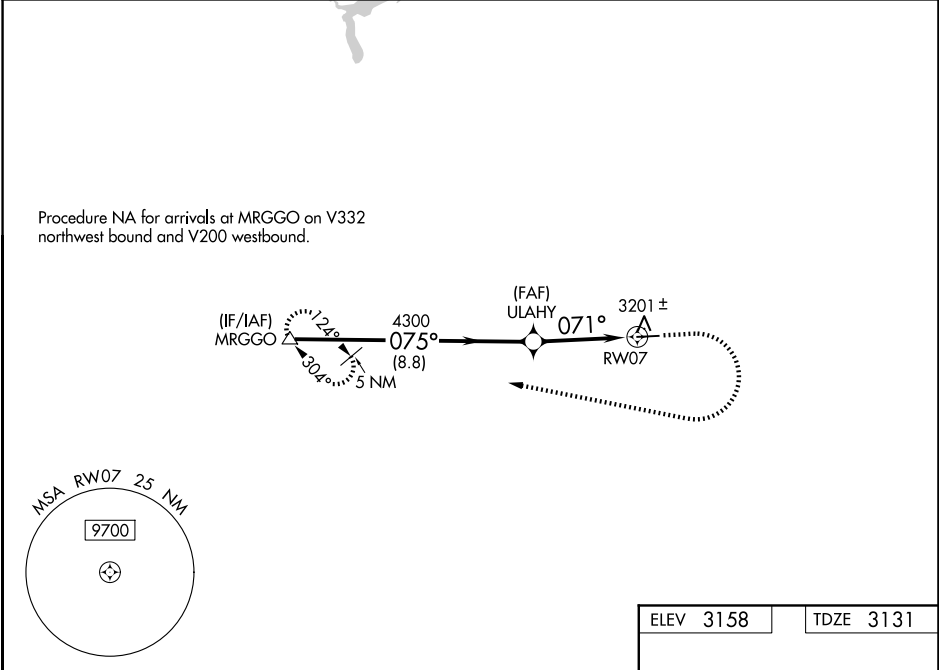 Procedure NA for arrivals at MRGGO on V332
northwest bound and V200 westbound.
(IF/IAF)
MRGGO
124°
304°
5 NM
4300
075°
(8.8)
(FAF)
ULAHY
071°
3201 ±
RW07
MSA RW07 25 NM
9700
ELEV 3158
TDZE 3131